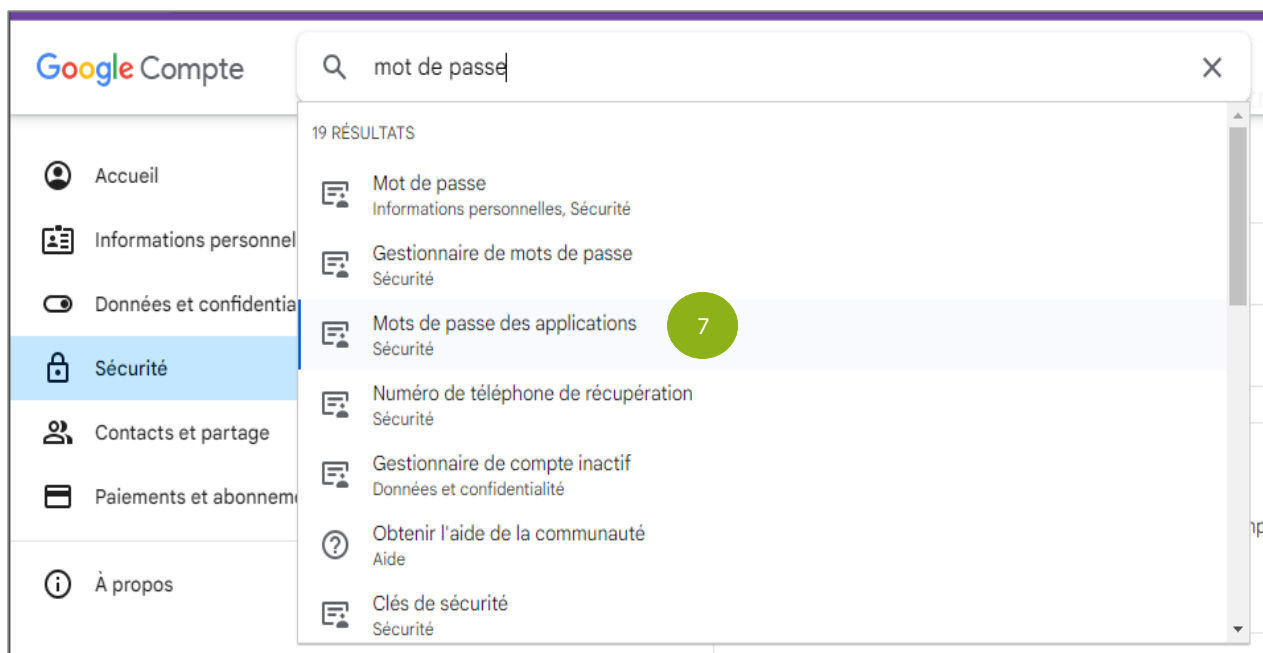 Google Compte
mot de passe
19 RÉSULTATS
Accueil
Informations personnel
Données et confidentia
Sécurité
Contacts et partage
Paiements et abonnem
À propos
Mot de passe
Informations personnelles, Sécurité
Gestionnaire de mots de passe
Sécurité
Mots de passe des applications
7
Sécurité
Numéro de téléphone de récupération
Sécurité
Gestionnaire de compte inactif
Données et confidentialité
Obtenir l'aide de la communauté
Aide
Clés de sécurité
Sécurité